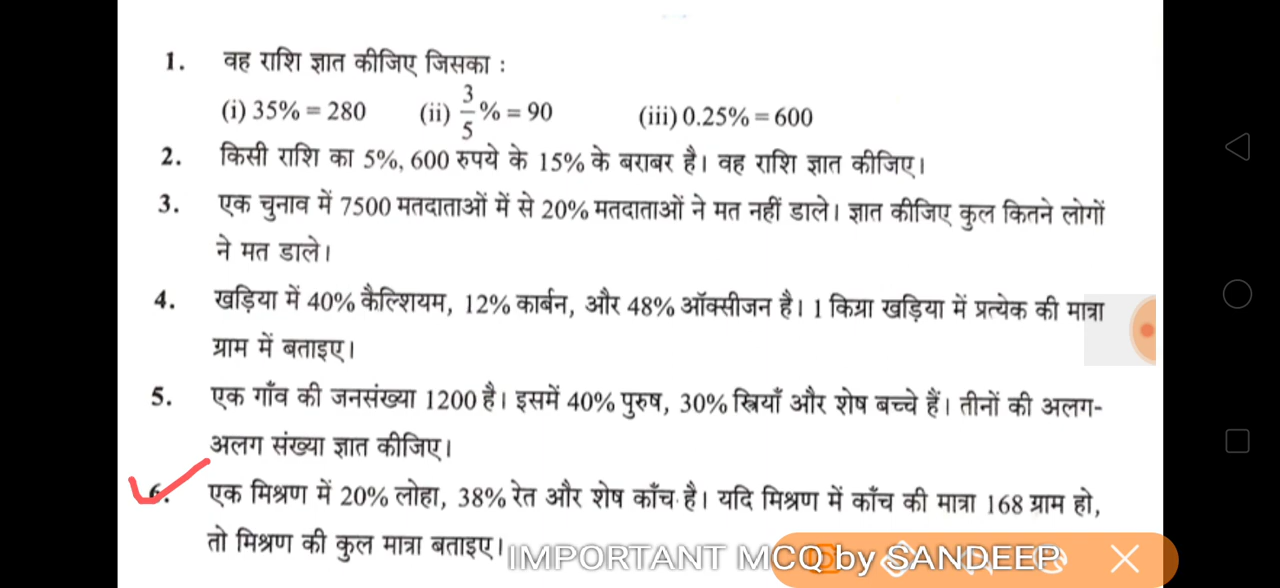 1. वह राशि ज्ञात कीजिए जिसका :
(i) 35% = 280 (ii) 3/5 % = 90 (iii) 0.25% = 600
2. किसी राशि का 5%, 600 रुपये के 15% के बराबर है। वह राशि ज्ञात कीजिए।
3. एक चुनाव में 7500 मतदाताओं में से 20% मतदाताओं ने मत नहीं डाले। ज्ञात कीजिए कुल कितने लोगों
ने मत डाले।
4. खड़िया में 40% कैल्शियम, 12% कार्बन, और 48% ऑक्सीजन है। 1 किग्रा खड़िया में प्रत्येक की मात्रा
ग्राम में बताइए।
5. एक गाँव की जनसंख्या 1200 है। इसमें 40% पुरुष, 30% स्त्रियाँ और शेष बच्चे हैं। तीनों की अलग-
अलग संख्या ज्ञात कीजिए।
6. एक मिश्रण में 20% लोहा, 38% रेत और शेष काँच है। यदि मिश्रण में काँच की मात्रा 168 ग्राम हो,
तो मिश्रण की कुल मात्रा बताइए।
IMPORTANT MCQ by SANDEEP